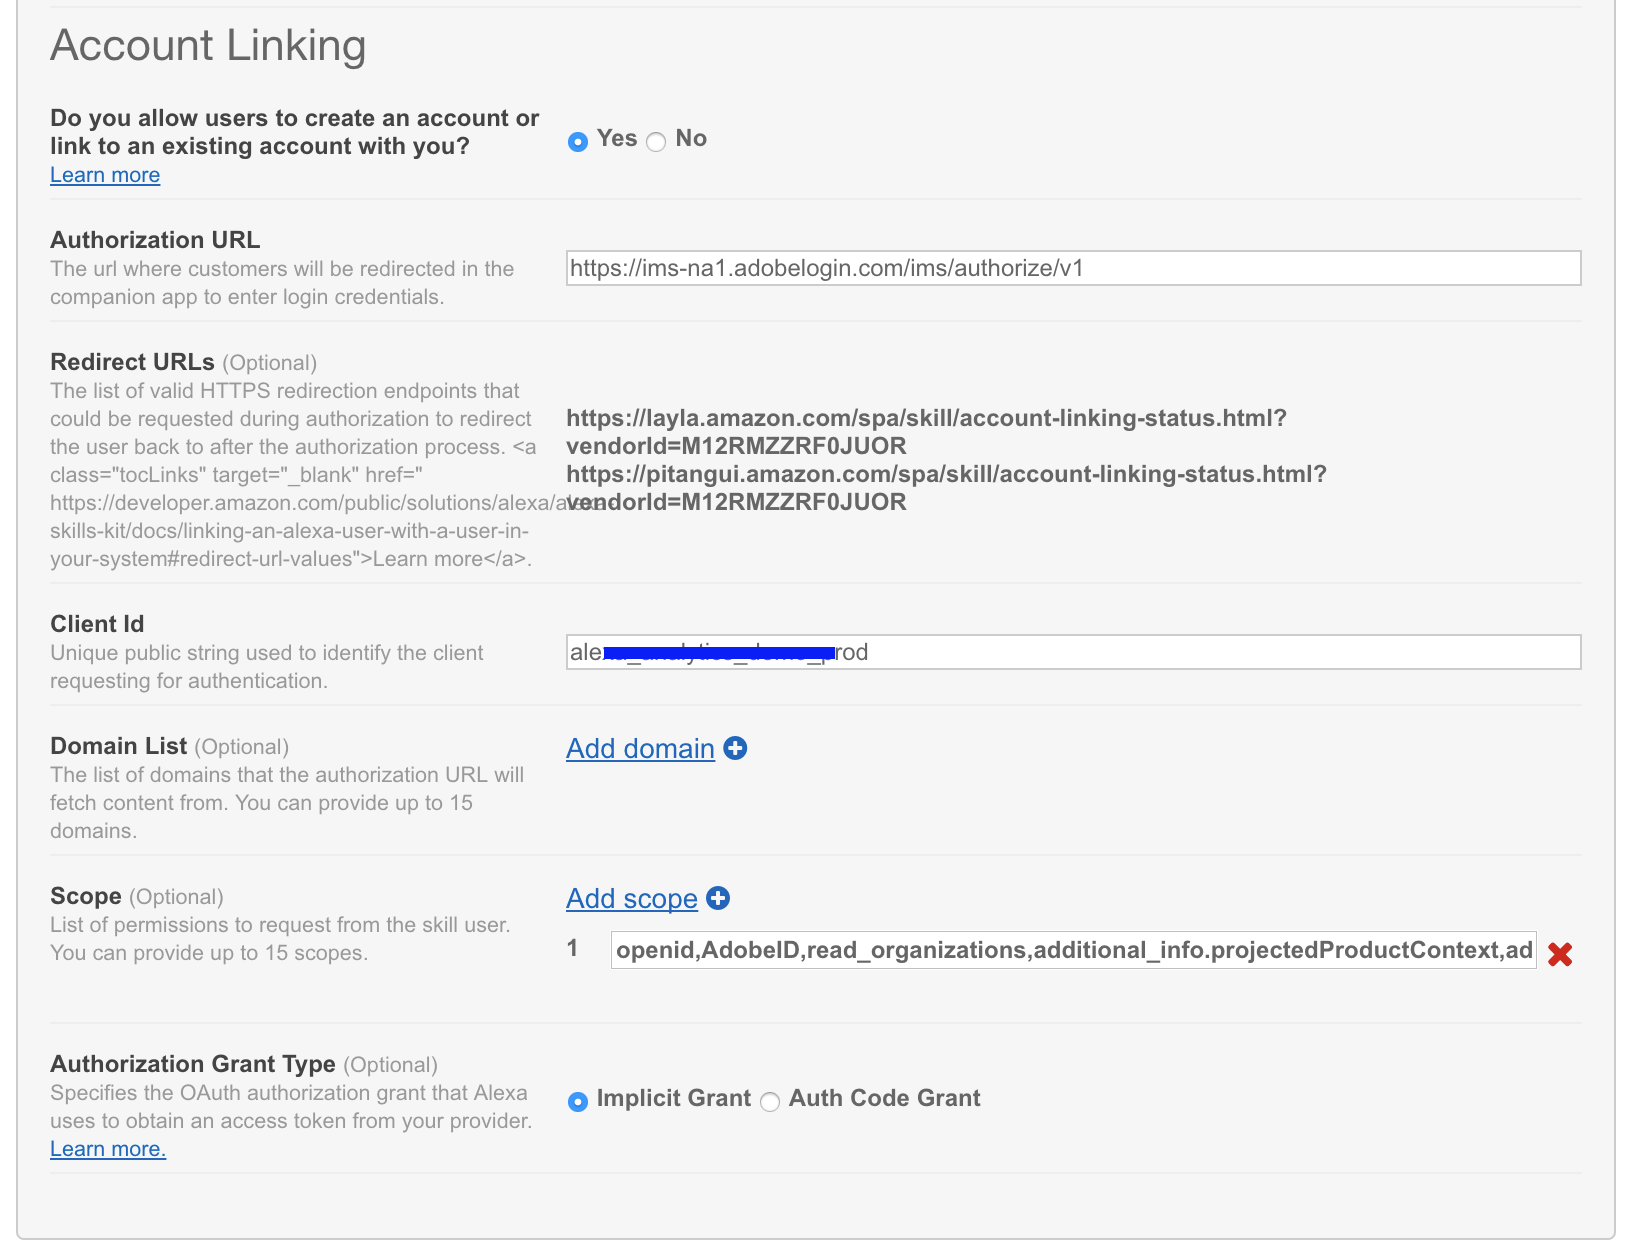 Account Linking
Do you allow users to create an account or
link to an existing account with you?
Learn more
Yes No
Authorization URL
The url where customers will be redirected in the
companion app to enter login credentials.
https://ims-na1.adobelogin.com/ims/authorize/v1
Redirect URLs (Optional)
The list of valid HTTPS redirection endpoints that
could be requested during authorization to redirect
the user back to after the authorization process. <a
class="tocLinks" target="_blank" href="
https://developer.amazon.com/public/solutions/alexa/alexa-
skills-kit/docs/linking-an-alexa-user-with-a-user-in-
your-system#redirect-url-values">Learn more</a>.
https://layla.amazon.com/spa/skill/account-linking-status.html?
vendorId=M12RMZZRF0JUOR
https://pitangui.amazon.com/spa/skill/account-linking-status.html?
vendorId=M12RMZZRF0JUOR
Client Id
Unique public string used to identify the client
requesting for authentication.
Domain List (Optional)
The list of domains that the authorization URL will
fetch content from. You can provide up to 15
domains.
Add domain
Scope (Optional)
List of permissions to request from the skill user.
You can provide up to 15 scopes.
Add scope
1 openid,AdobeID,read_organizations,additional_info.projectedProductContext,ad
Authorization Grant Type (Optional)
Specifies the OAuth authorization grant that Alexa
uses to obtain an access token from your provider.
Learn more.
Implicit Grant Auth Code Grant